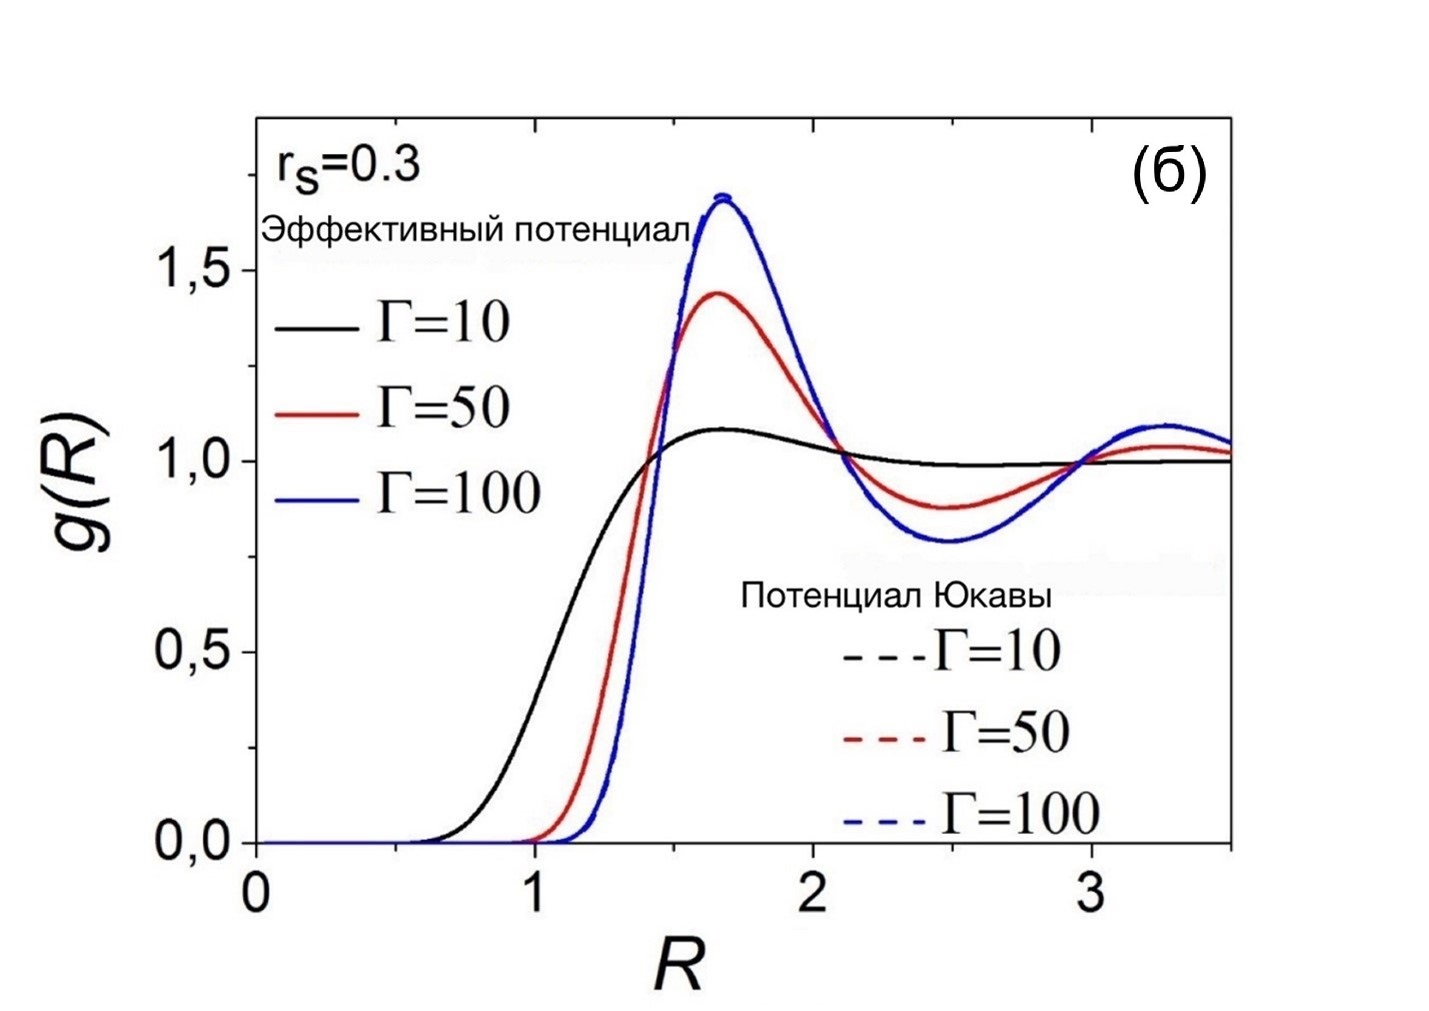 (б)
r_s=0.3
Эффективный потенциал
Γ=10
Γ=50
Γ=100
Потенциал Юкавы
Γ=10
Γ=50
Γ=100
g(R)
1,5
1,0
0,5
0,0
0 1 2 3
R